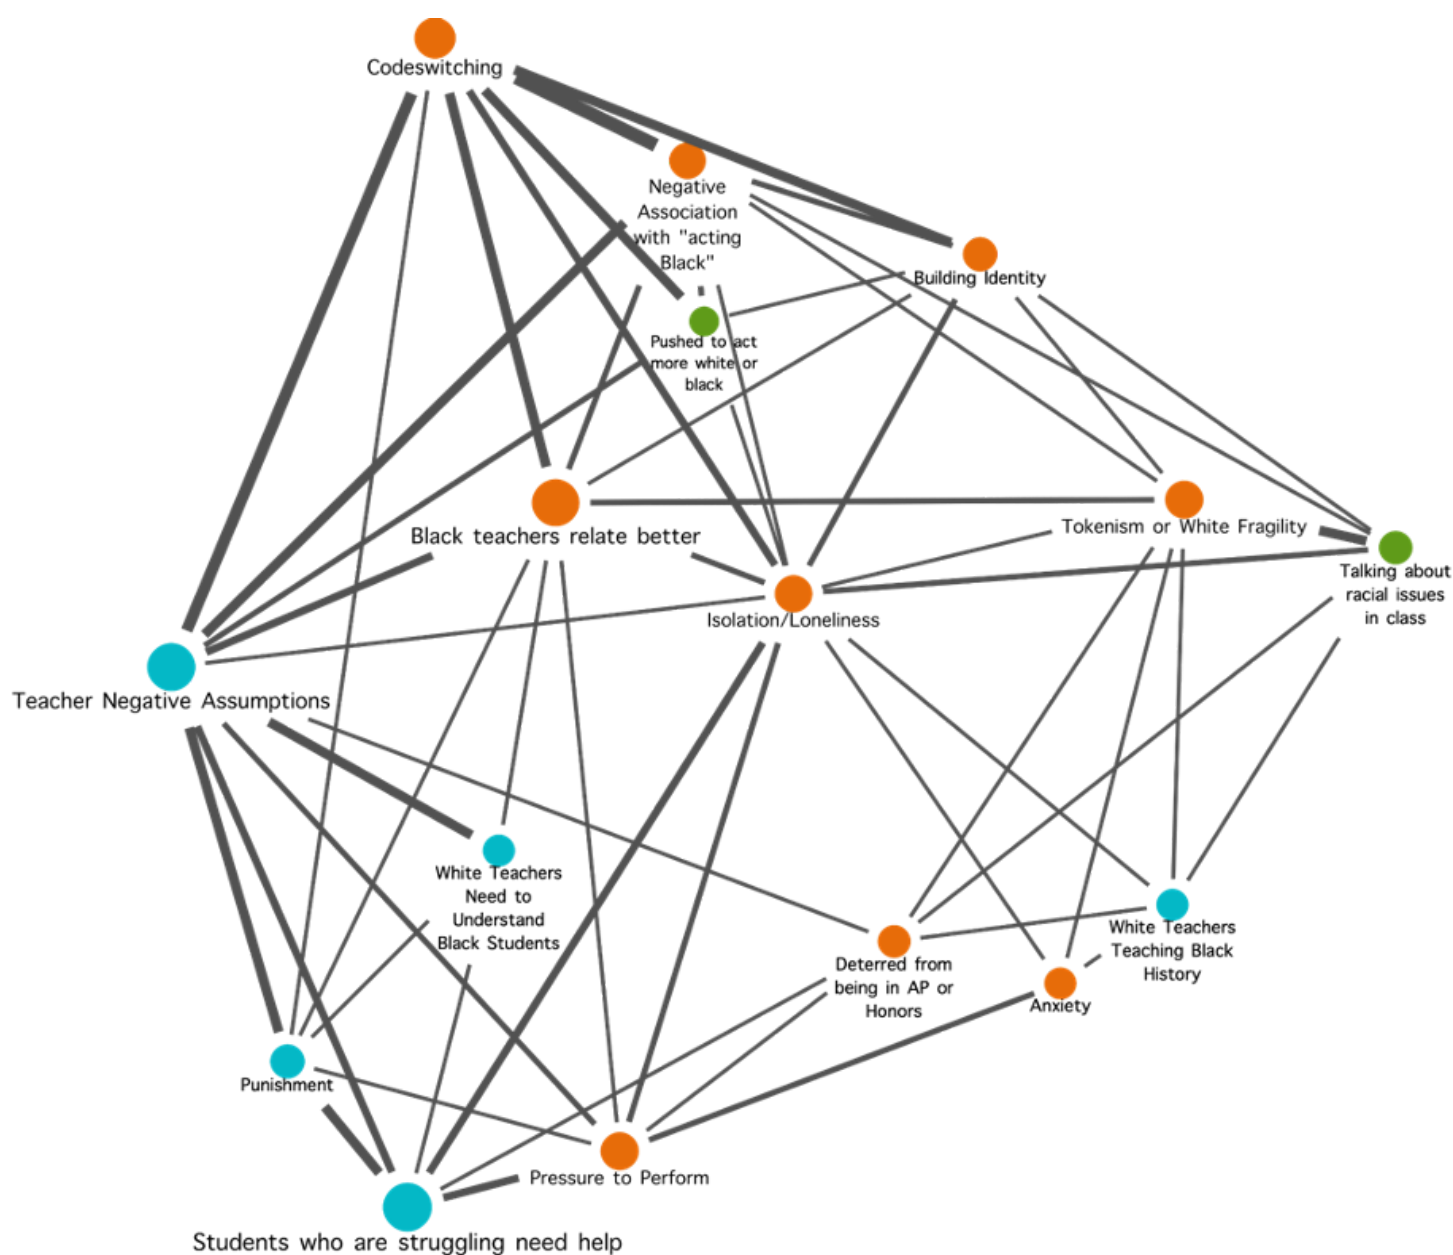 Codeswitching
Negative
Association
with "acting
Black"
Building Identity
Pushed to act
more white or
black
Black teachers relate better
Tokenism or White Fragility
Talking about
racial issues
in class
Isolation/Loneliness
Teacher Negative Assumptions
White Teachers
Need to
Understand
Black Students
White Teachers
Teaching Black
History
Deterred from
being in AP or
Honors
Anxiety
Punishment
Pressure to Perform
Students who are struggling need help